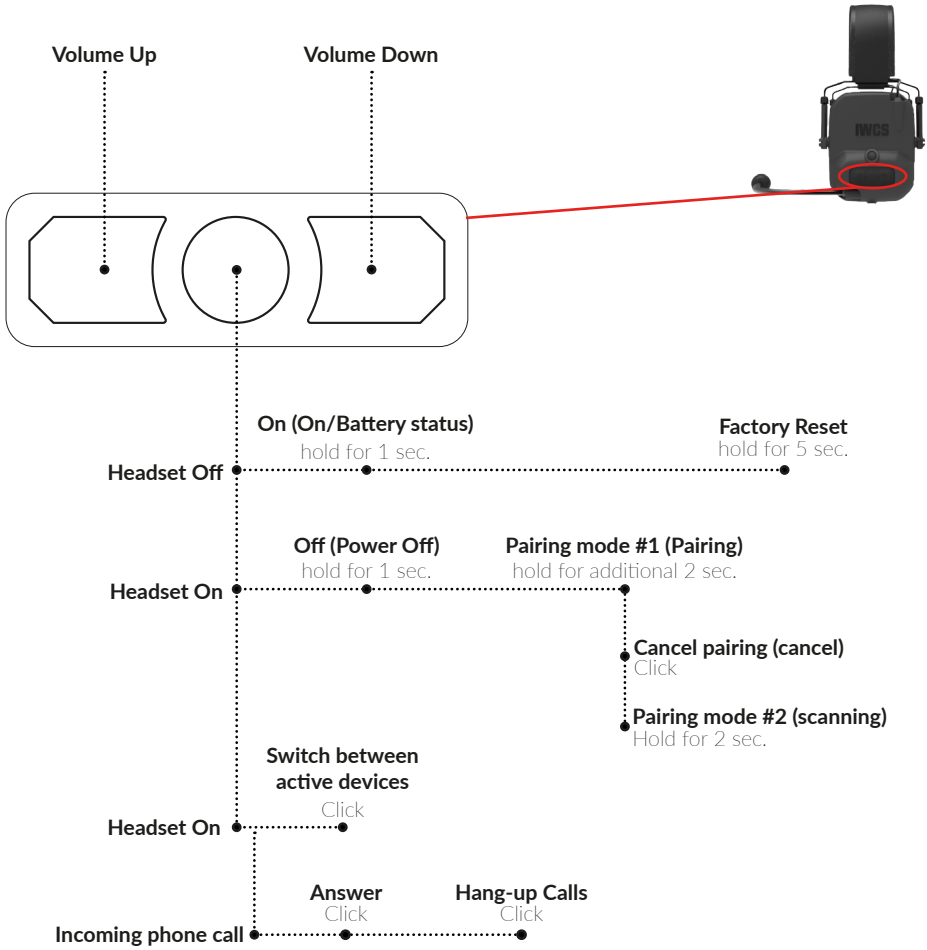 Volume Up
Volume Down
IWCS
On (On/Battery status)
hold for 1 sec.
Factory Reset
hold for 5 sec.
Headset Off
Off (Power Off)
hold for 1 sec.
Pairing mode #1 (Pairing)
hold for additional 2 sec.
Headset On
Cancel pairing (cancel)
Click
Pairing mode #2 (scanning)
Hold for 2 sec.
Switch between
active devices
Click
Headset On
Answer
Click
Hang-up Calls
Click
Incoming phone call